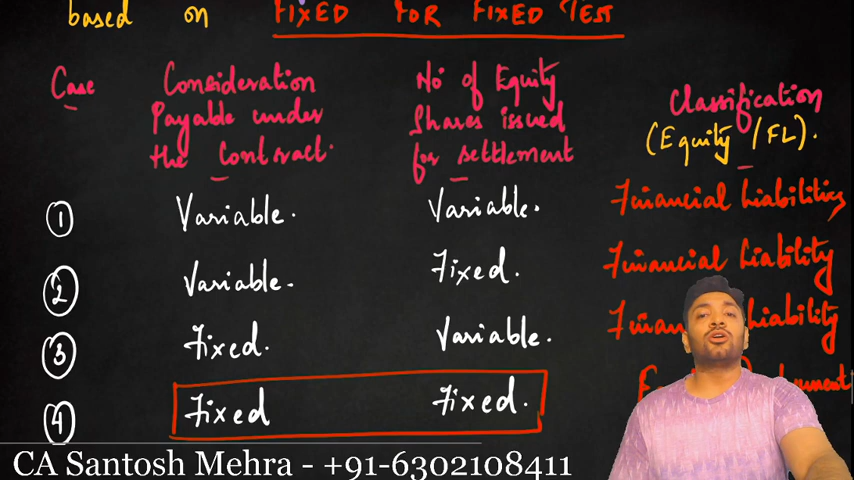 based on FIXED FOR FIXED TEST
Case
Consideration
Payable under
the Contract.
No of Equity
Shares issued
for settlement
Classification
(Equity/FL).
① Variable. Variable. Financial Liabilities
② Variable. Fixed. Financial Liability
③ Fixed. Variable. Liability
④ Fixed Fixed.
CA Santosh Mehra - +91-6302108411